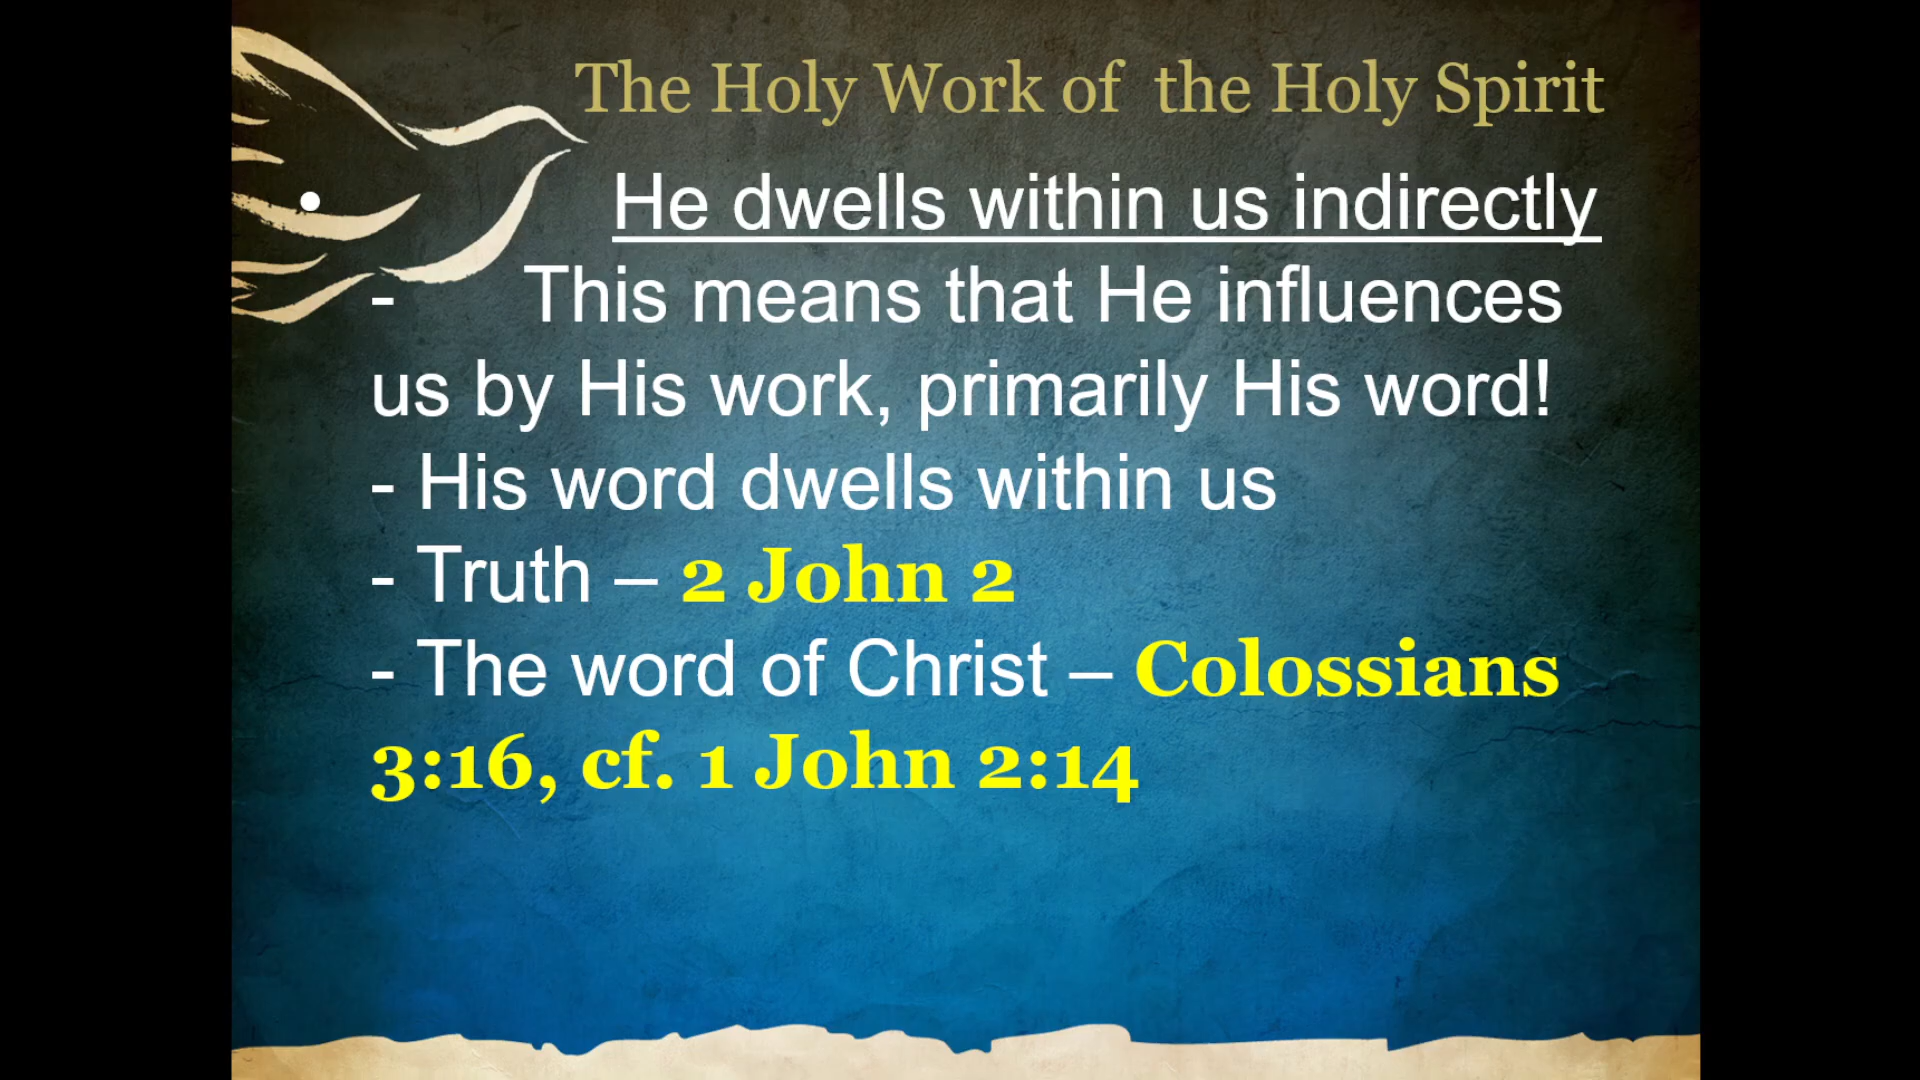 The Holy Work of the Holy Spirit
• He dwells within us indirectly
- This means that He influences
us by His work, primarily His word!
- His word dwells within us
- Truth – 2 John 2
- The word of Christ – Colossians
3:16, cf. 1 John 2:14